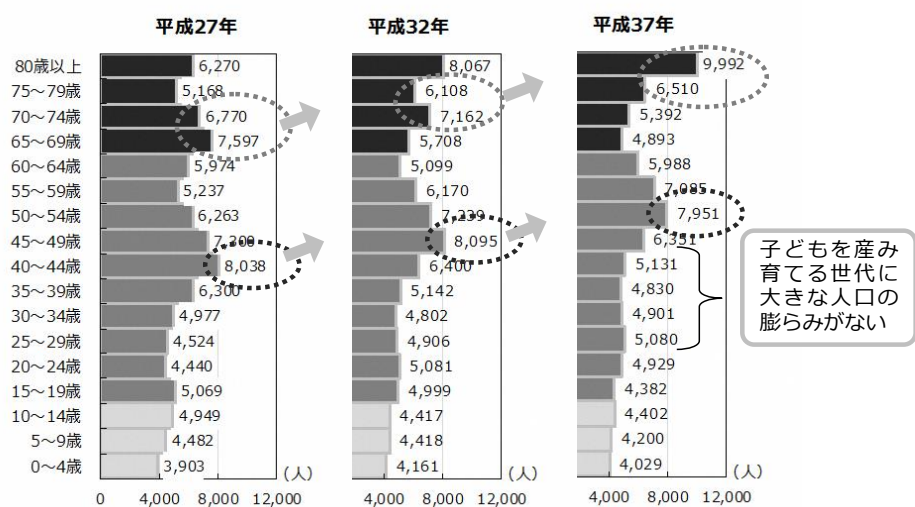 平成27年
平成32年
平成37年
80歳以上 6,270 8,067 9,992
75～79歳 5,168 6,108 6,510
70～74歳 6,770 7,162 5,392
65～69歳 7,597 5,708 4,893
60～64歳 5,974 5,099 5,988
55～59歳 5,237 6,170 7,085
50～54歳 6,263 7,239 7,951
45～49歳 7,309 8,095 6,351
40～44歳 8,038 6,400 5,131
35～39歳 6,300 5,142 4,830
30～34歳 4,977 4,802 4,901
25～29歳 4,524 4,906 5,080
20～24歳 4,440 5,081 4,929
15～19歳 5,069 4,999 4,382
10～14歳 4,949 4,417 4,402
5～9歳 4,482 4,418 4,200
0～4歳 3,903 4,161 4,029
(人) (人) (人)
0 4,000 8,000 12,000 4,000 8,000 12,000 4,000 8,000 12,000
子どもを産み
育てる世代に
大きな人口の
膨らみがない